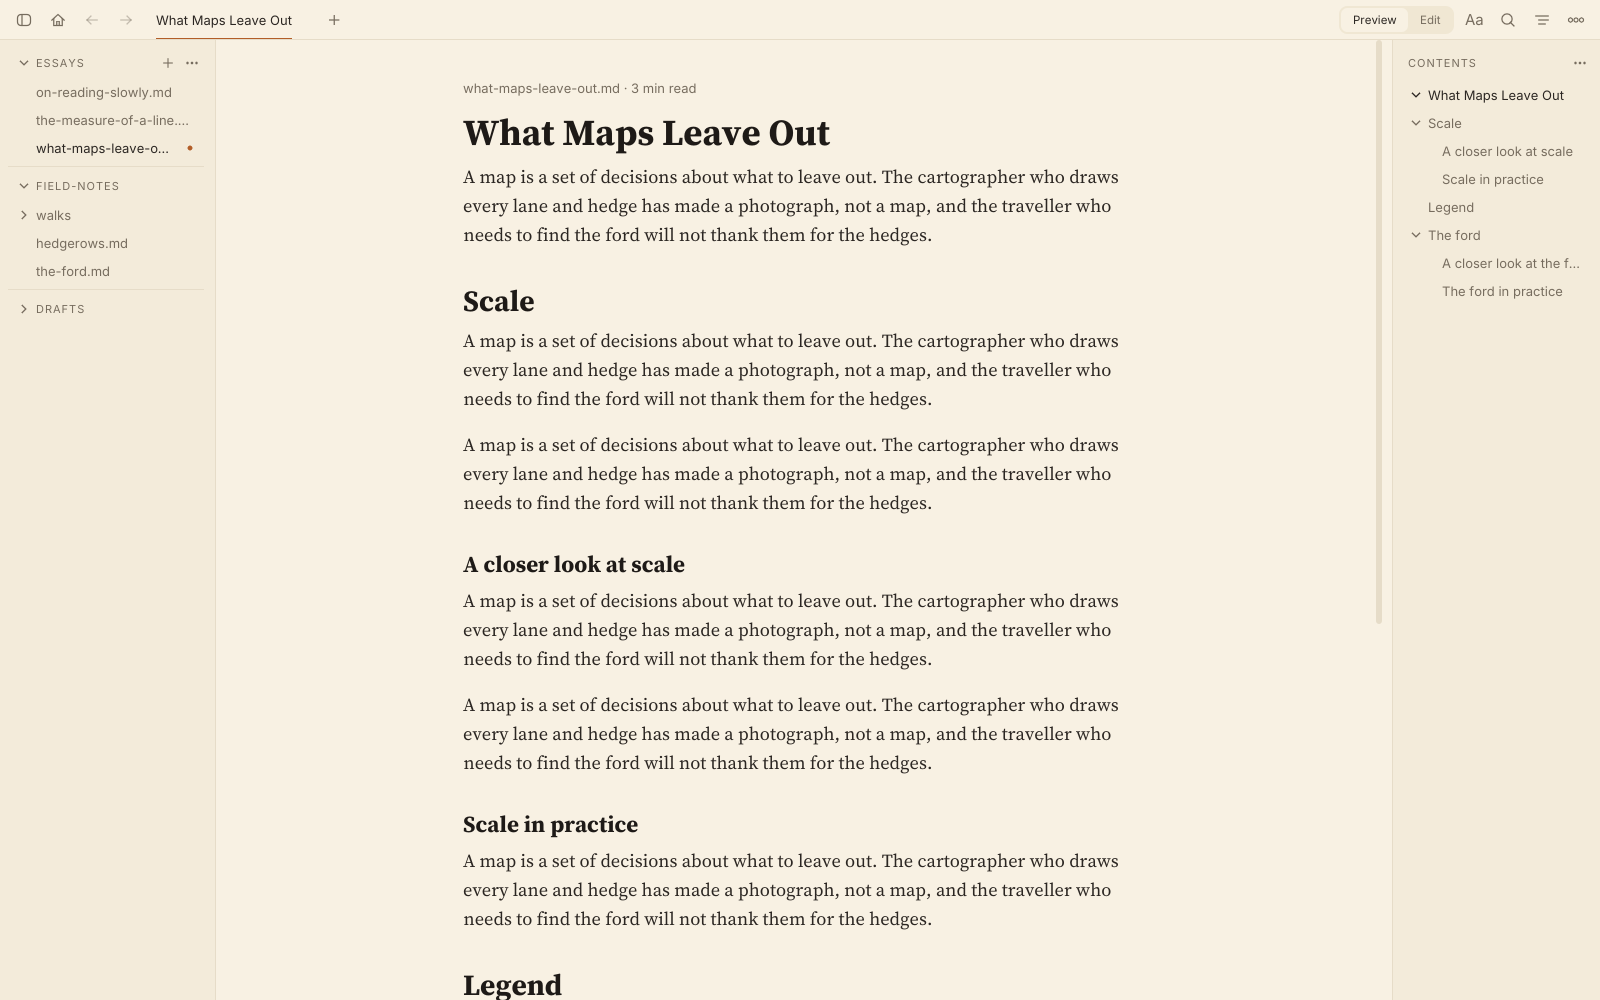 What Maps Leave Out
Preview
Edit
Aa
ESSAYS
on-reading-slowly.md
the-measure-of-a-line....
what-maps-leave-o...
FIELD-NOTES
walks
hedgerows.md
the-ford.md
DRAFTS
what-maps-leave-out.md · 3 min read
What Maps Leave Out
A map is a set of decisions about what to leave out. The cartographer who draws
every lane and hedge has made a photograph, not a map, and the traveller who
needs to find the ford will not thank them for the hedges.
Scale
A map is a set of decisions about what to leave out. The cartographer who draws
every lane and hedge has made a photograph, not a map, and the traveller who
needs to find the ford will not thank them for the hedges.
A map is a set of decisions about what to leave out. The cartographer who draws
every lane and hedge has made a photograph, not a map, and the traveller who
needs to find the ford will not thank them for the hedges.
A closer look at scale
A map is a set of decisions about what to leave out. The cartographer who draws
every lane and hedge has made a photograph, not a map, and the traveller who
needs to find the ford will not thank them for the hedges.
A map is a set of decisions about what to leave out. The cartographer who draws
every lane and hedge has made a photograph, not a map, and the traveller who
needs to find the ford will not thank them for the hedges.
Scale in practice
A map is a set of decisions about what to leave out. The cartographer who draws
every lane and hedge has made a photograph, not a map, and the traveller who
needs to find the ford will not thank them for the hedges.
Legend
CONTENTS
What Maps Leave Out
Scale
A closer look at scale
Scale in practice
Legend
The ford
A closer look at the f...
The ford in practice